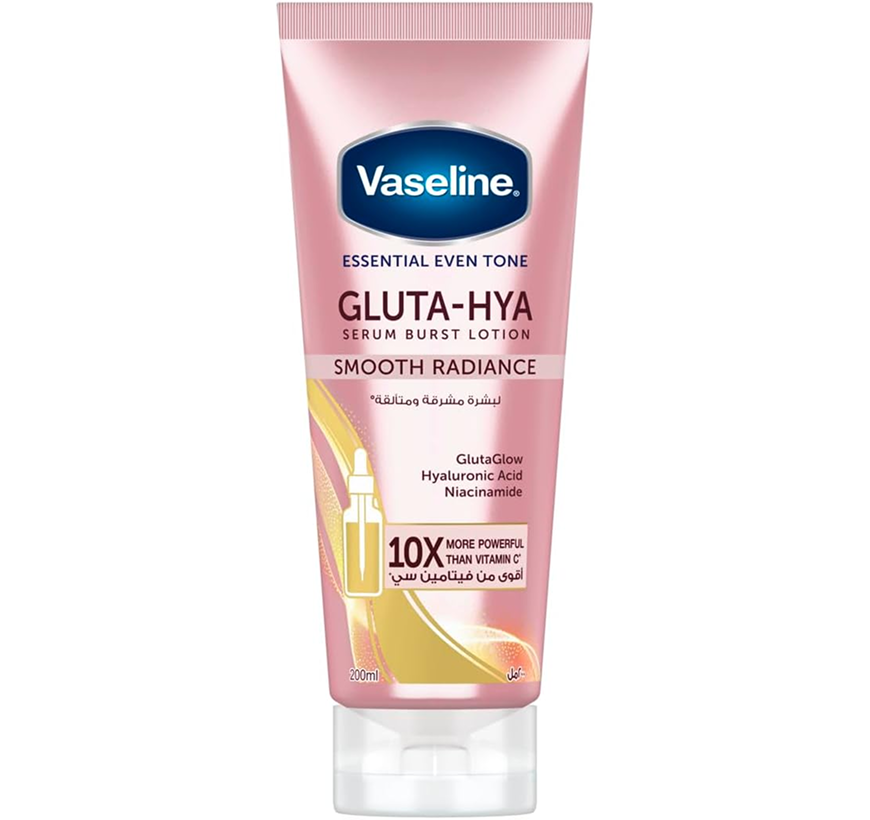 Vaseline®
ESSENTIAL EVEN TONE
GLUTA-HYA
SERUM BURST LOTION
SMOOTH RADIANCE
لبشرة مشرقة ومتألقة°
GlutaGlow
Hyaluronic Acid
Niacinamide
10X MORE POWERFUL
THAN VITAMIN C*
أقوى من فيتامين سي*
200ml
٢٠٠مل